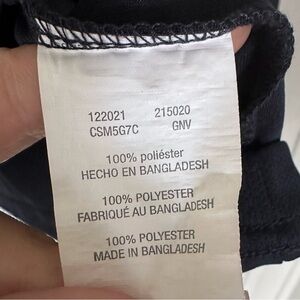 122021 215020
CSM5G7C GNV
100% poliéster
HECHO EN BANGLADESH
100% POLYESTER
FABRIQUÉ AU BANGLADESH
100% POLYESTER
MADE IN BANGLADESH